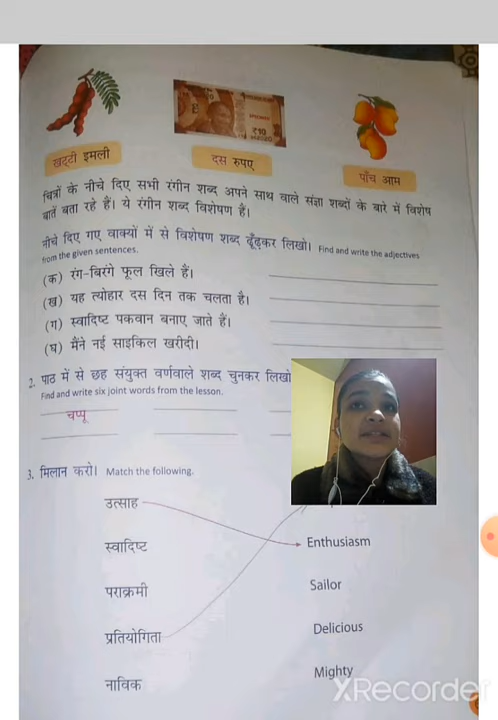 खट्टी इमली
दस रुपए
पाँच आम
चित्रों के नीचे दिए सभी रंगीन शब्द अपने साथ वाले संज्ञा शब्दों के बारे में विशेष
बातें बता रहे हैं। ये रंगीन शब्द विशेषण हैं।
नीचे दिए गए वाक्यों में से विशेषण शब्द ढूँढ़कर लिखो। Find and write the adjectives
from the given sentences.
(क) रंग-बिरंगे फूल खिले हैं।
(ख) यह त्योहार दस दिन तक चलता है।
(ग) स्वादिष्ट पकवान बनाए जाते हैं।
(घ) मैंने नई साइकिल खरीदी।
2. पाठ में से छह संयुक्त वर्णवाले शब्द चुनकर लिखो
Find and write six joint words from the lesson.
चप्पू
3. मिलान करो। Match the following.
उत्साह
स्वादिष्ट
Enthusiasm
पराक्रमी
Sailor
प्रतियोगिता
Delicious
नाविक
Mighty
XRecorder